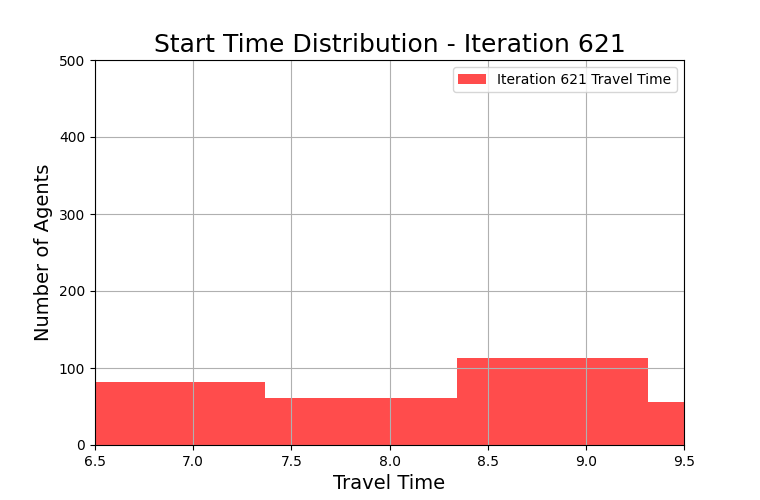 Start Time Distribution - Iteration 621
Iteration 621 Travel Time
Number of Agents
500
400
300
200
100
0
6.5 7.0 7.5 8.0 8.5 9.0 9.5
Travel Time